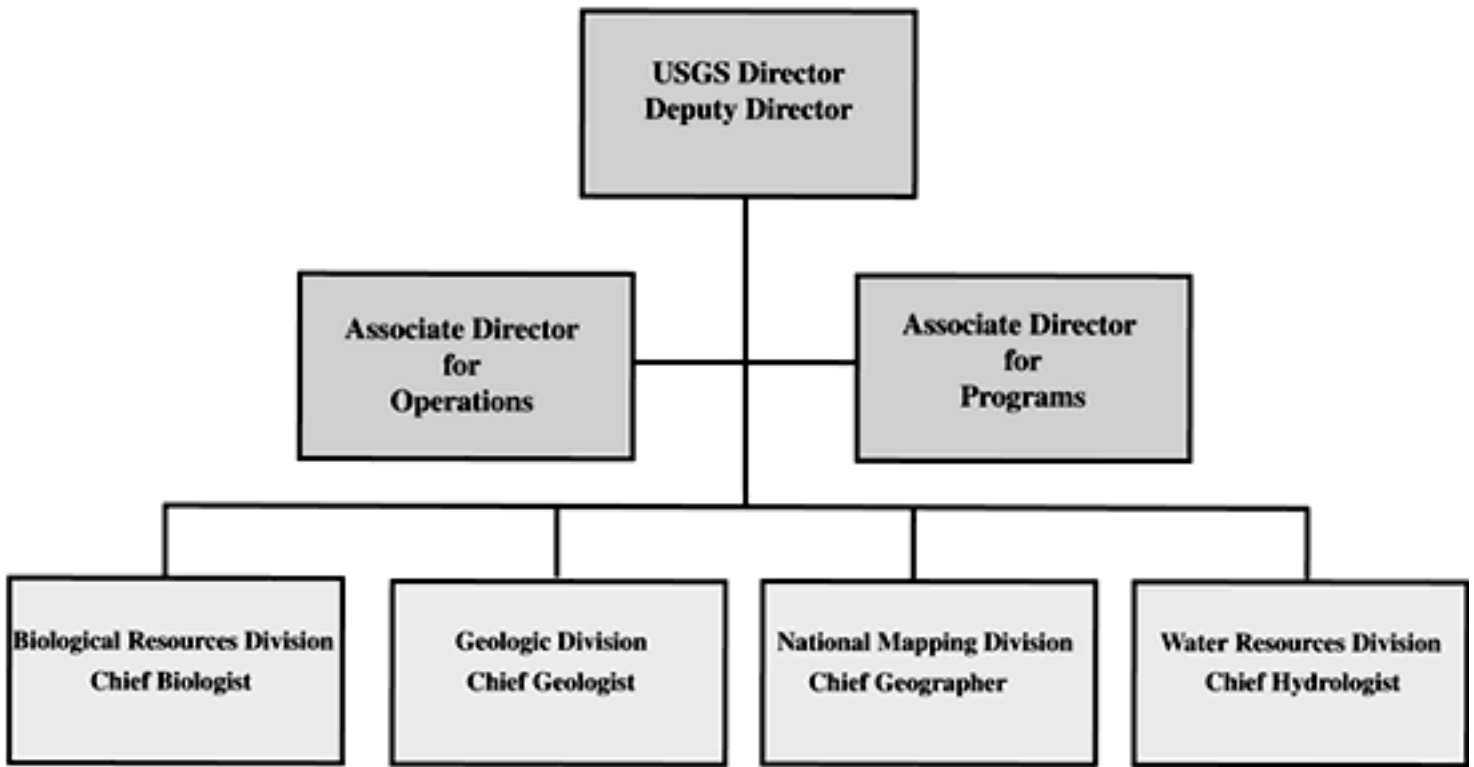 USGS Director
Deputy Director
Associate Director
for
Operations
Associate Director
for
Programs
Biological Resources Division
Chief Biologist
Geologic Division
Chief Geologist
National Mapping Division
Chief Geographer
Water Resources Division
Chief Hydrologist